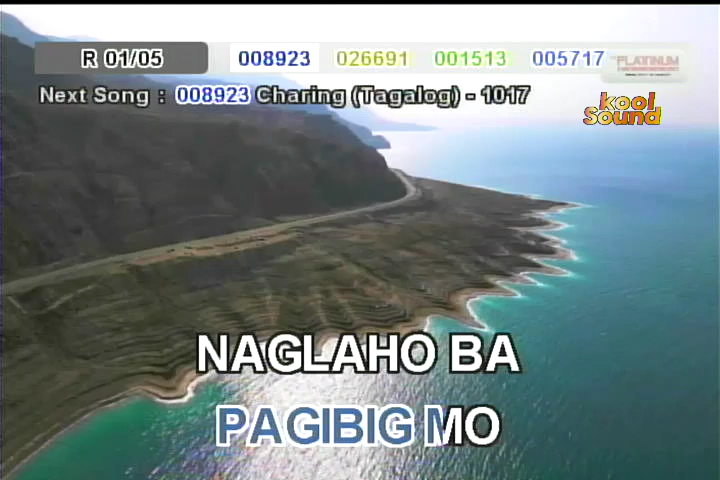 R 01/05 008923 026691 001513 005717
PLATINUM
Next Song : 008923 Charing (Tagalog) - 1017
kool
Sound
NAGLAHO BA
PAGIBIG MO